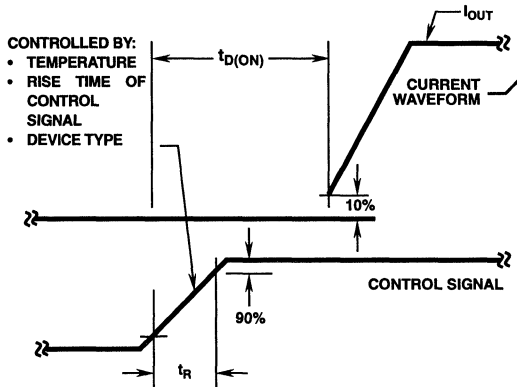 CONTROLLED BY:
• TEMPERATURE
• RISE TIME OF
CONTROL
SIGNAL
• DEVICE TYPE
tD(ON)
IOUT
CURRENT
WAVEFORM
10%
CONTROL SIGNAL
90%
tR